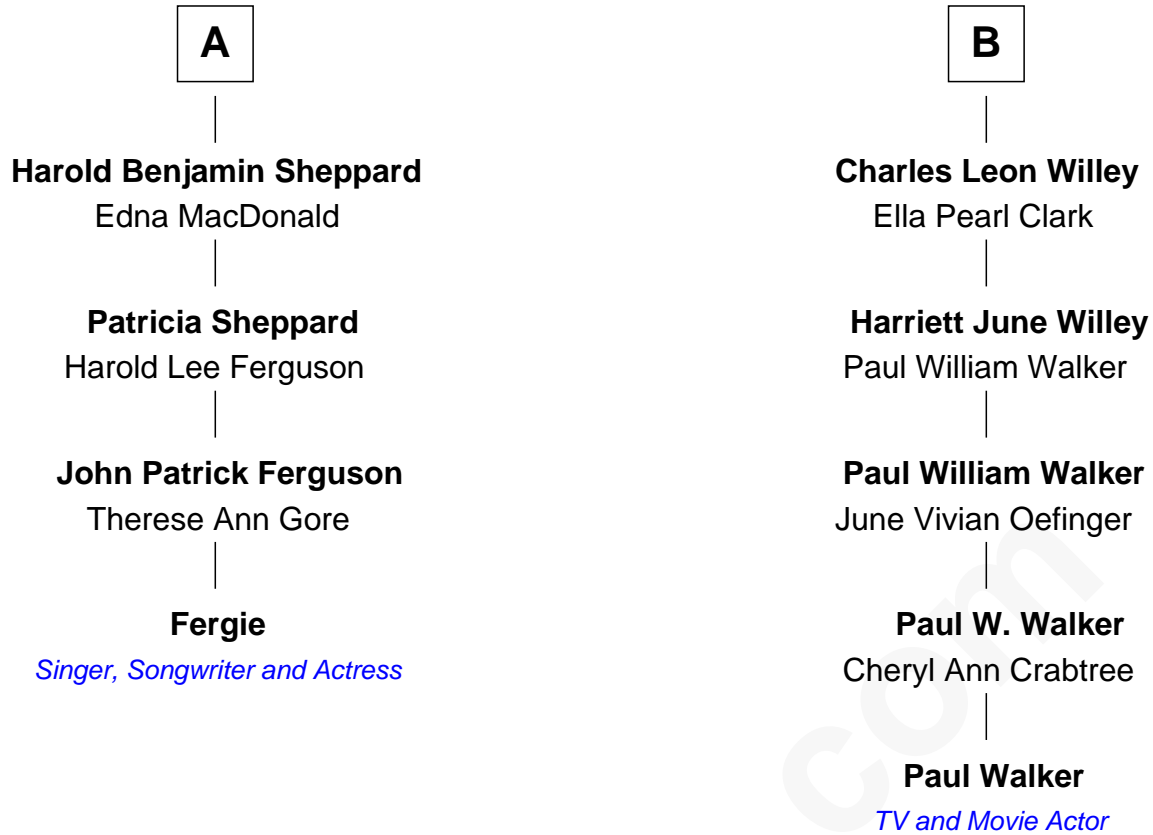 A
Harold Benjamin Sheppard
Edna MacDonald
Patricia Sheppard
Harold Lee Ferguson
John Patrick Ferguson
Therese Ann Gore
Fergie
Singer, Songwriter and Actress
B
Charles Leon Willey
Ella Pearl Clark
Harriett June Willey
Paul William Walker
Paul William Walker
June Vivian Oefinger
Paul W. Walker
Cheryl Ann Crabtree
Paul Walker
TV and Movie Actor
com